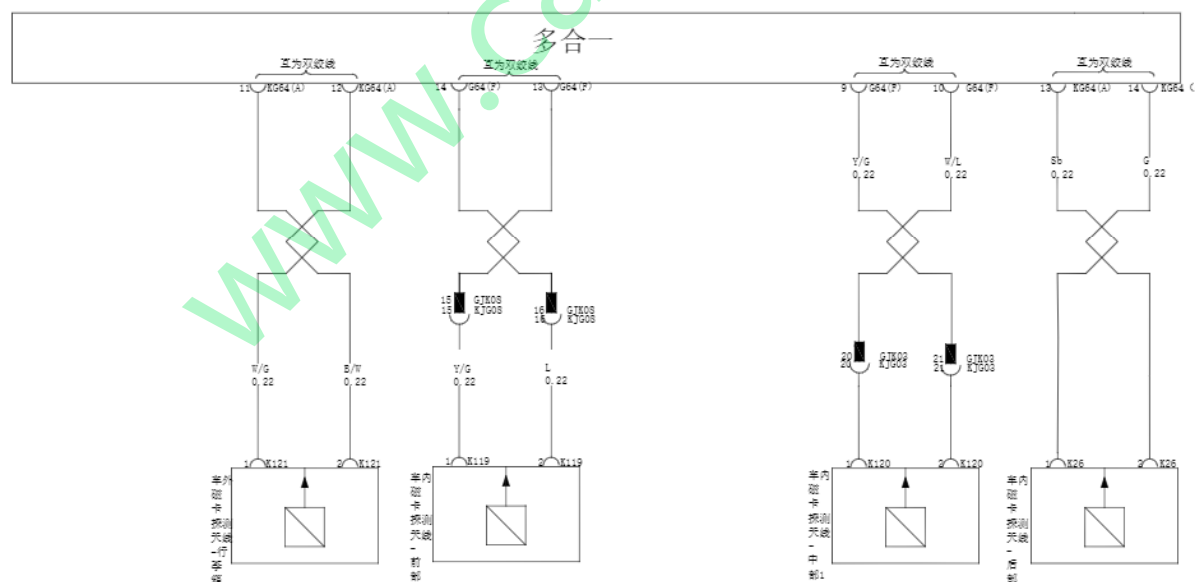 多合一
互为双绞线
互为双绞线
互为双绞线
互为双绞线
11 KG64(A)
12 KG64(A)
14 G64(F)
13 G64(F)
9 G64(F)
10 G64(F)
13 KG64(A)
14 KG64 (
Y/G
0.22
W/L
0.22
Sb
0.22
G
0.22
15 GJK08
15 KJG08
16 GJK08
16 KJG08
20 GJK03
20 KJG03
21 GJK03
21 KJG03
W/G
0.22
B/W
0.22
Y/G
0.22
L
0.22
1 K121
2 K121
1 K119
2 K119
1 K120
2 K120
1 K26
2 K26
车外
磁
卡
探测
天线
-行
李
箱
车内
磁
卡
探测
天线
-
前
部
车内
磁
卡
探测
天线
-
中
部1
车内
磁
卡
探测
天线
-
后
部